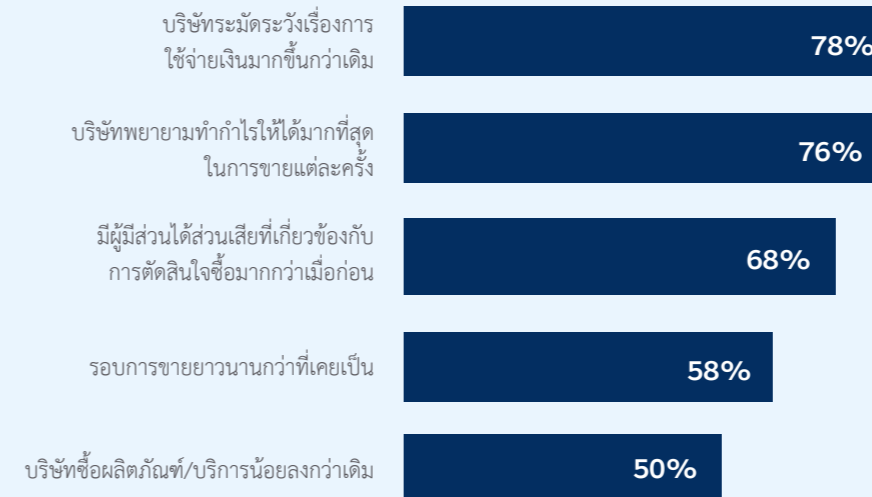 บริษัทระมัดระวังเรื่องการ
ใช้จ่ายเงินมากขึ้นกว่าเดิม
78%
บริษัทพยายามทำกำไรให้ได้มากที่สุด
ในการขายแต่ละครั้ง
76%
มีผู้มีส่วนได้ส่วนเสียที่เกี่ยวข้องกับ
การตัดสินใจซื้อมากกว่าเมื่อก่อน
68%
รอบการขายยาวนานกว่าที่เคยเป็น
58%
บริษัทซื้อผลิตภัณฑ์/บริการน้อยลงกว่าเดิม
50%